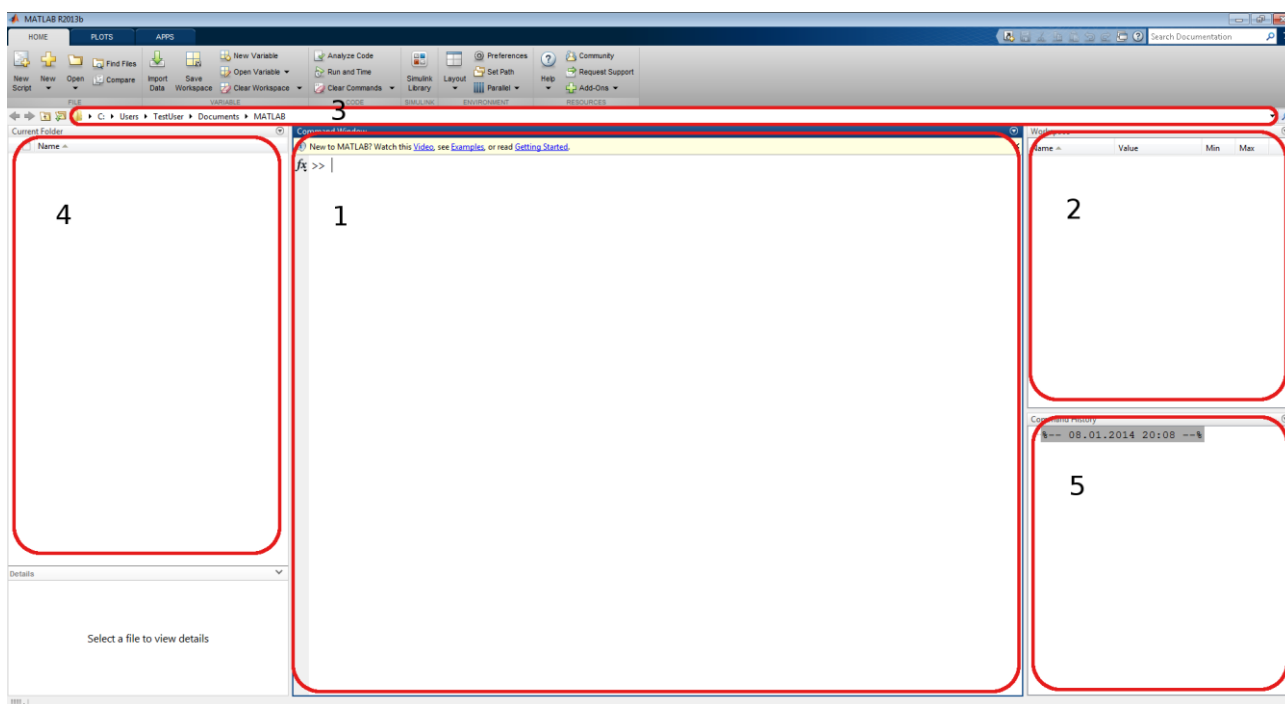 MATLAB R2013b
HOME PLOTS APPS
Search Documentation
New Script
New
Open
Find Files
Compare
Import Data
Save Workspace
New Variable
Open Variable
Clear Workspace
Analyze Code
Run and Time
Clear Commands
Simulink Library
Layout
Preferences
Set Path
Parallel
Help
Community
Request Support
Add-Ons
FILE VARIABLE CODE SIMULINK ENVIRONMENT RESOURCES
3
C: Users TestUser Documents MATLAB
Current Folder
Name
4
Command Window
New to MATLAB? Watch this Video, see Examples, or read Getting Started.
fx >>
1
Workspace
Name Value Min Max
2
Command History
%-- 08.01.2014 20:08 --%
5
Details
Select a file to view details